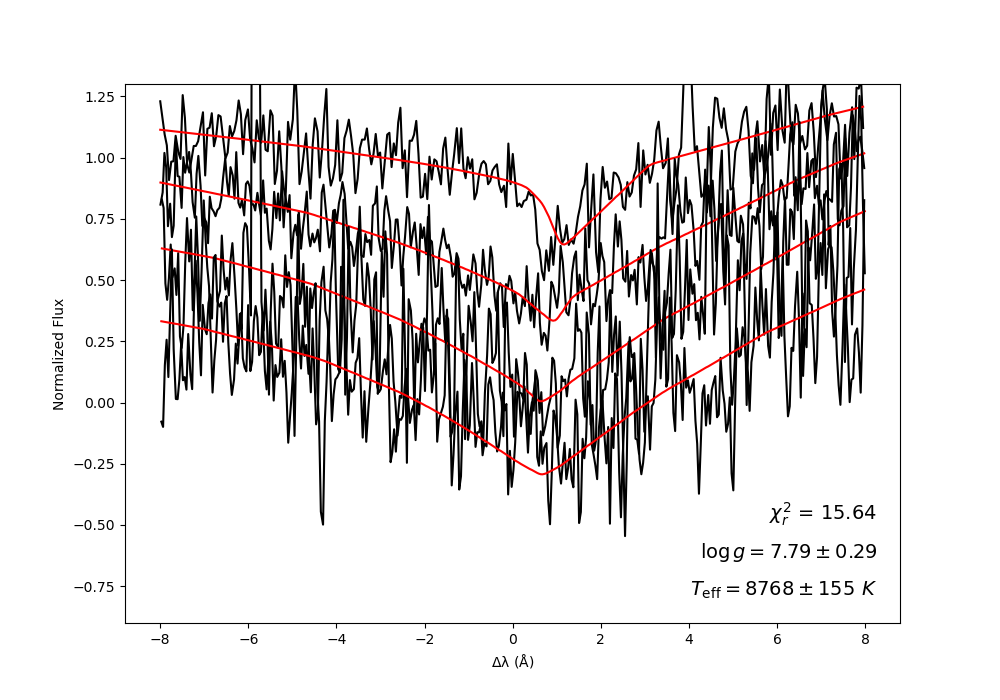 1.25
1.00
0.75
0.50
0.25
0.00
−0.25
−0.50
−0.75
Normalized Flux
χ²ᵣ = 15.64
log g = 7.79 ± 0.29
T_eff = 8768 ± 155 K
−8 −6 −4 −2 0 2 4 6 8
Δλ (Å)